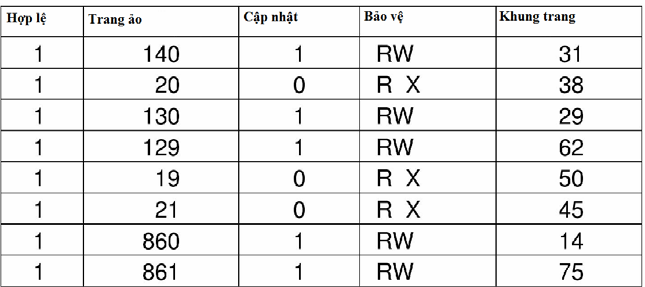 Hợp lệ Trang ảo Cập nhật Bảo vệ Khung trang
1 140 1 RW 31
1 20 0 R X 38
1 130 1 RW 29
1 129 1 RW 62
1 19 0 R X 50
1 21 0 R X 45
1 860 1 RW 14
1 861 1 RW 75